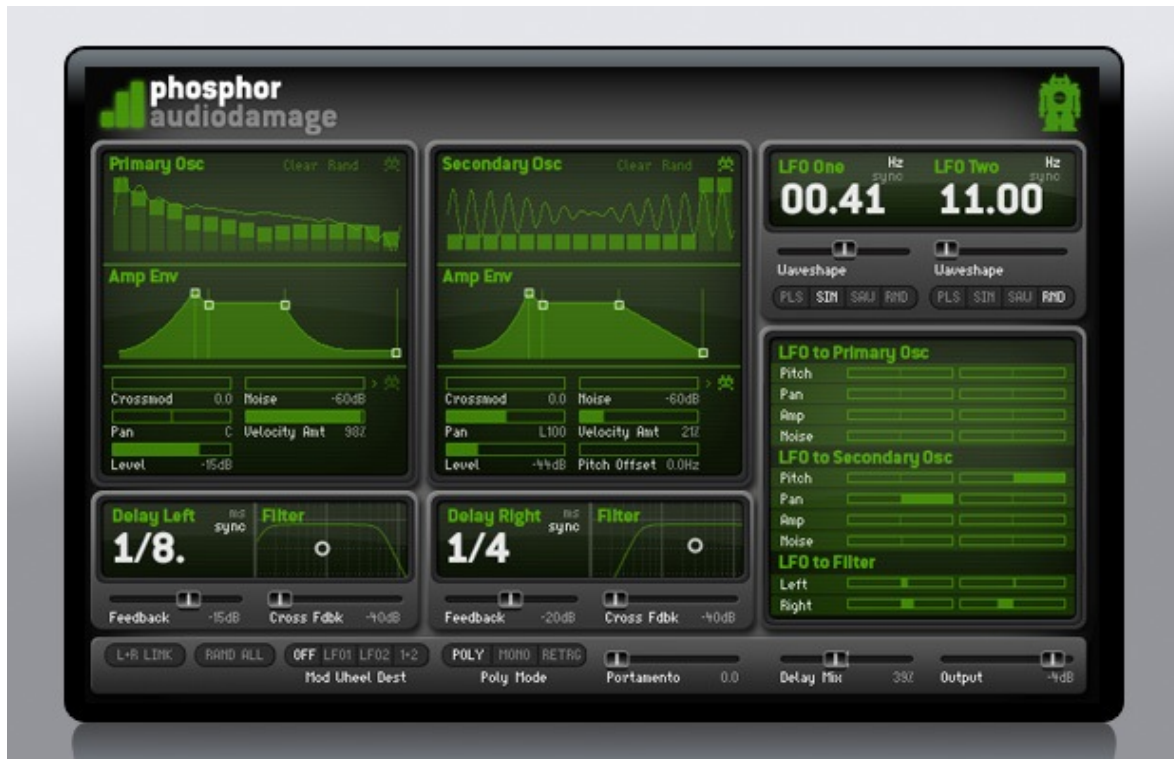 phosphor
audiodamage
Primary Osc Clear Rand
Amp Env
Crossmod 0.0 Noise -60dB
Pan C Velocity Amt 98%
Level -15dB
Secondary Osc Clear Rand
Amp Env
Crossmod 0.0 Noise -60dB
Pan L100 Velocity Amt 21%
Level -44dB Pitch Offset 0.0Hz
LFO One Hz sync LFO Two Hz sync
00.41 11.00
Waveshape Waveshape
PLS SIN SAW RND PLS SIN SAW RND
LFO to Primary Osc
Pitch
Pan
Amp
Noise
LFO to Secondary Osc
Pitch
Pan
Amp
Noise
LFO to Filter
Left
Right
Delay Left ms sync Filter
1/8.
Feedback -15dB Cross Fdbk -40dB
Delay Right ms sync Filter
1/4
Feedback -20dB Cross Fdbk -40dB
L+R LINK RAND ALL OFF LFO1 LFO2 1+2 POLY MONO RETRG
Mod Wheel Dest Poly Mode Portamento 0.0 Delay Mix 39% Output -4dB